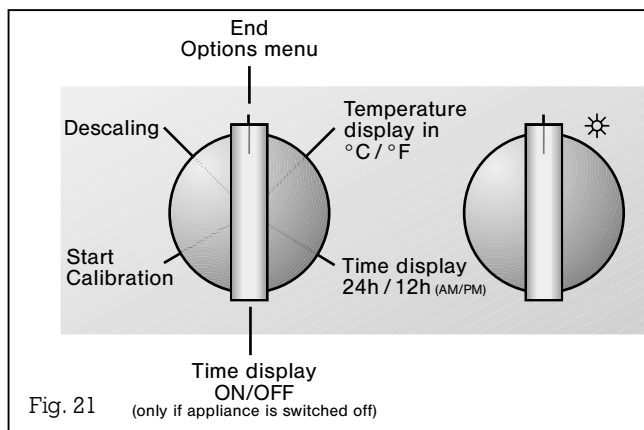 End
Options menu
Descaling
Temperature
display in
°C / °F
Start
Calibration
Time display
24h / 12h (AM/PM)
Time display
ON/OFF
(only if appliance is switched off)
Fig. 21